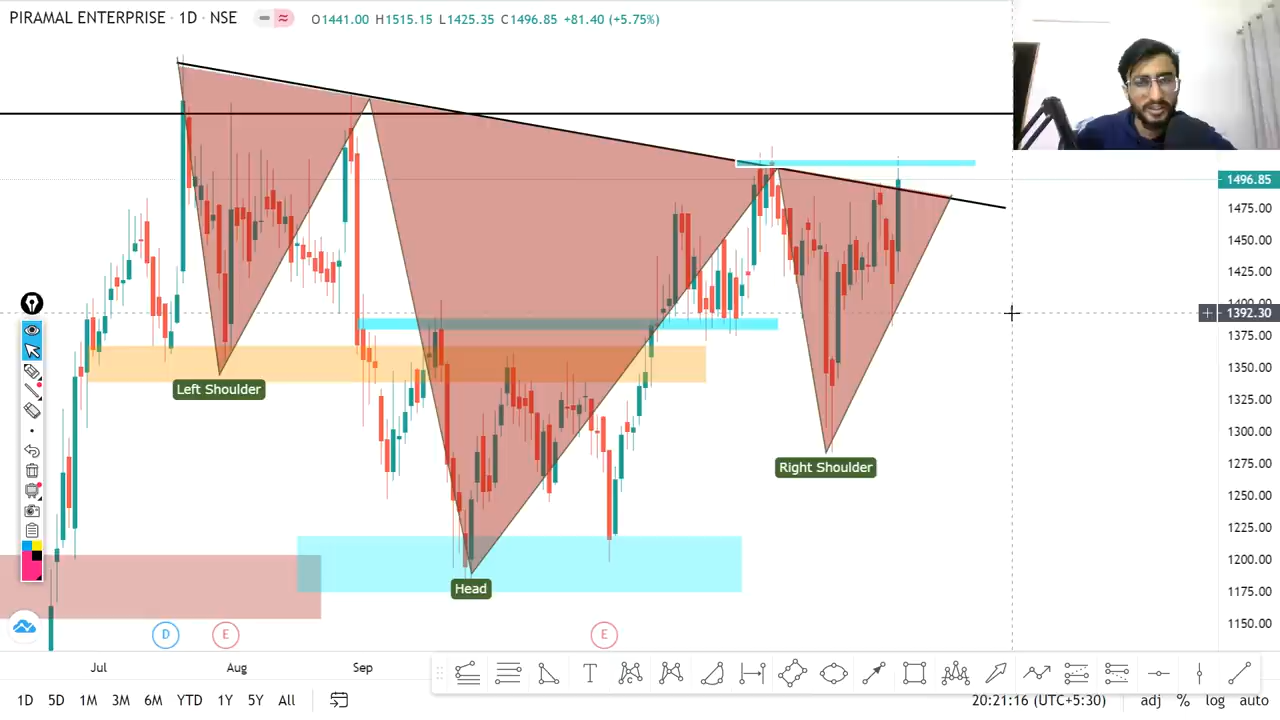 PIRAMAL ENTERPRISE · 1D · NSE
O1441.00 H1515.15 L1425.35 C1496.85 +81.40 (+5.75%)
1496.85
1475.00
1450.00
1425.00
1400.00
1392.30
1375.00
1350.00
1325.00
1300.00
1275.00
1250.00
1225.00
1200.00
1175.00
1150.00
Left Shoulder
Right Shoulder
Head
D
E
E
Jul
Aug
Sep
T
1D 5D 1M 3M 6M YTD 1Y 5Y All
20:21:16 (UTC+5:30)
adj % log auto